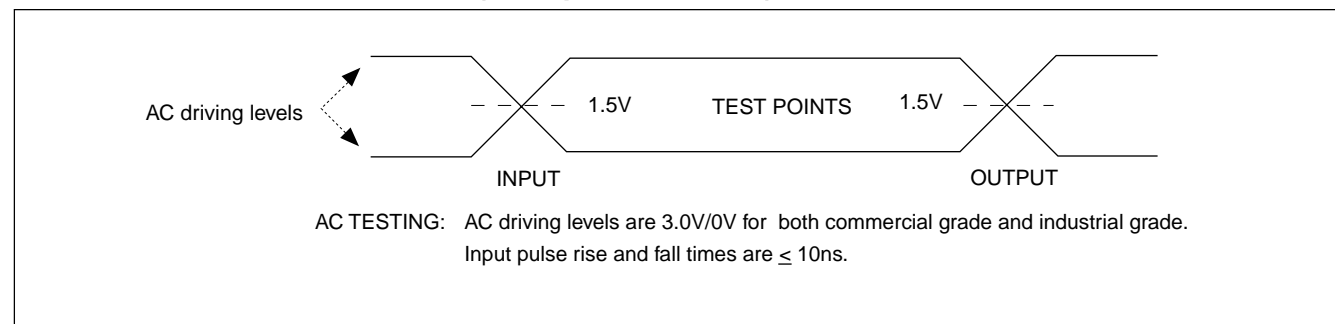 AC driving levels
1.5V TEST POINTS 1.5V
INPUT OUTPUT
AC TESTING: AC driving levels are 3.0V/0V for both commercial grade and industrial grade.
Input pulse rise and fall times are ≤ 10ns.